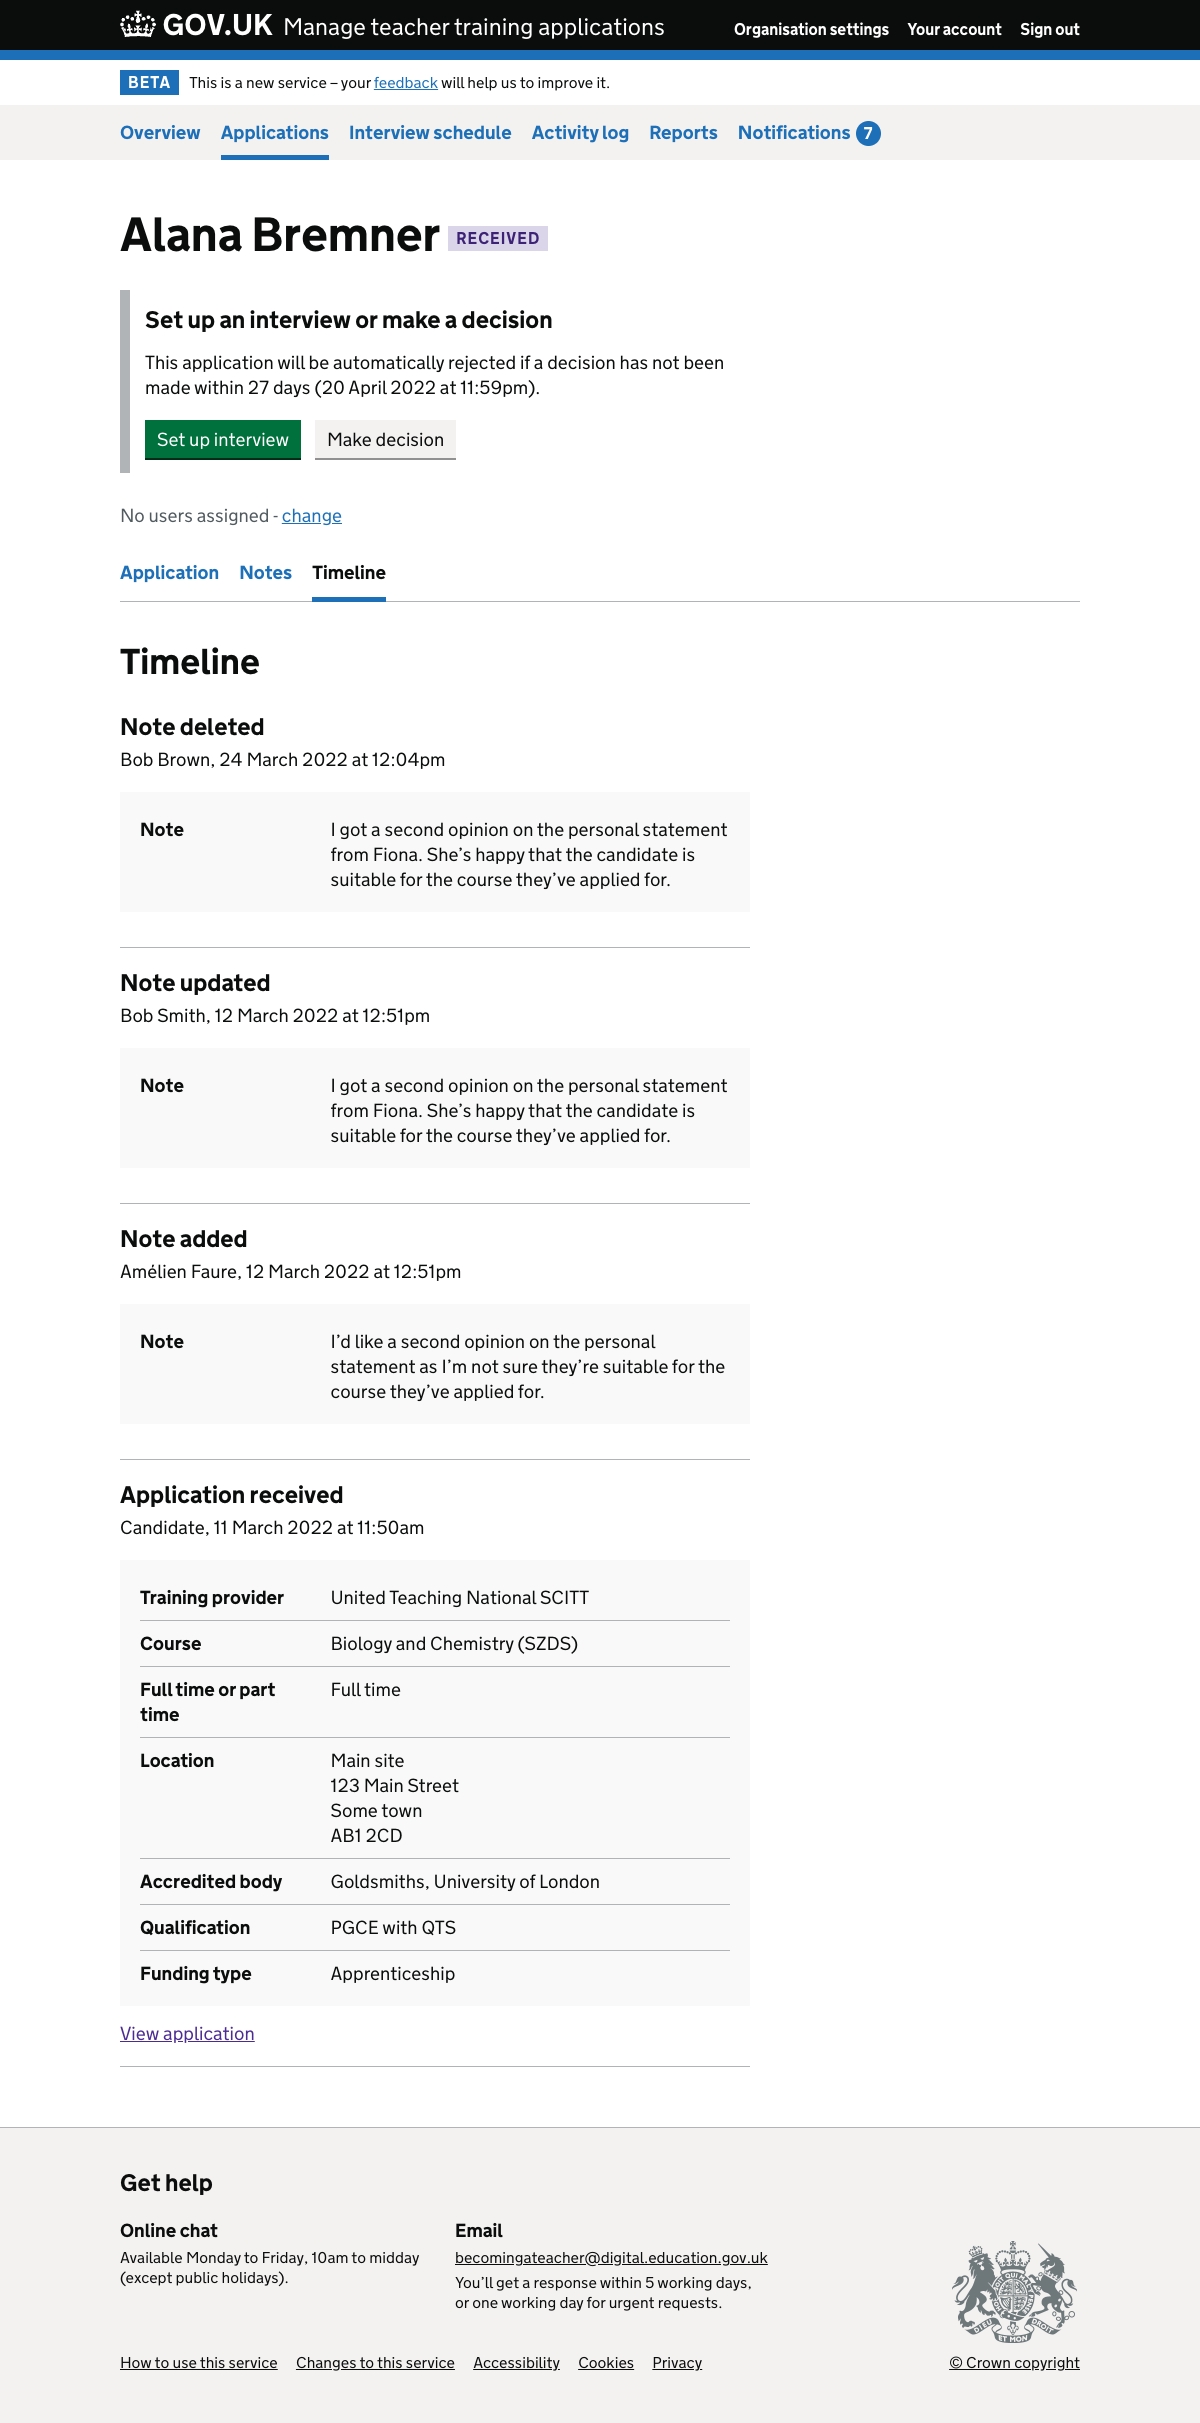 GOV.UK Manage teacher training applications Organisation settings Your account Sign out
BETA This is a new service – your feedback will help us to improve it.
Overview Applications Interview schedule Activity log Reports Notifications 7
Alana Bremner RECEIVED
Set up an interview or make a decision
This application will be automatically rejected if a decision has not been
made within 27 days (20 April 2022 at 11:59pm).
Set up interview Make decision
No users assigned - change
Application Notes Timeline
Timeline
Note deleted
Bob Brown, 24 March 2022 at 12:04pm
Note I got a second opinion on the personal statement
from Fiona. She’s happy that the candidate is
suitable for the course they’ve applied for.
Note updated
Bob Smith, 12 March 2022 at 12:51pm
Note I got a second opinion on the personal statement
from Fiona. She’s happy that the candidate is
suitable for the course they’ve applied for.
Note added
Amélien Faure, 12 March 2022 at 12:51pm
Note I’d like a second opinion on the personal
statement as I’m not sure they’re suitable for the
course they’ve applied for.
Application received
Candidate, 11 March 2022 at 11:50am
Training provider United Teaching National SCITT
Course Biology and Chemistry (SZDS)
Full time or part Full time
time
Location Main site
123 Main Street
Some town
AB1 2CD
Accredited body Goldsmiths, University of London
Qualification PGCE with QTS
Funding type Apprenticeship
View application
Get help
Online chat Email
Available Monday to Friday, 10am to midday becomingateacher@digital.education.gov.uk
(except public holidays).
You’ll get a response within 5 working days,
or one working day for urgent requests.
DIEU ET MON DROIT
How to use this service Changes to this service Accessibility Cookies Privacy © Crown copyright